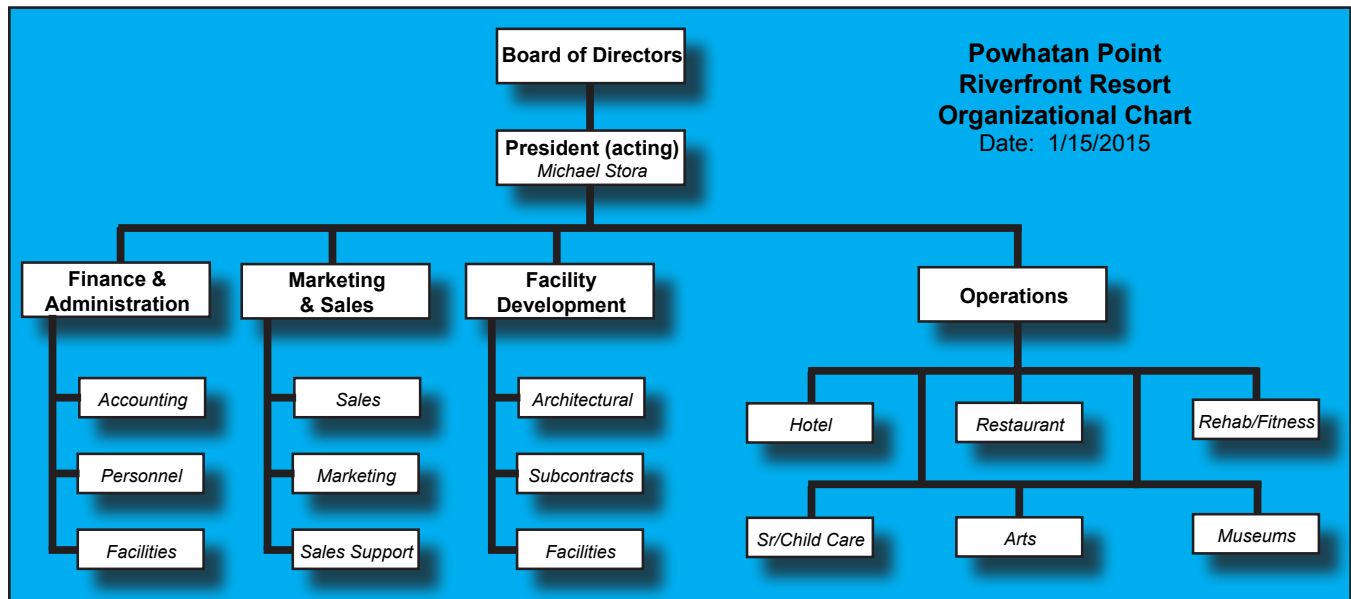 Board of Directors
Powhatan Point
Riverfront Resort
Organizational Chart
Date: 1/15/2015
President (acting)
Michael Stora
Finance &
Administration
Marketing
& Sales
Facility
Development
Operations
Accounting
Sales
Architectural
Hotel
Restaurant
Rehab/Fitness
Personnel
Marketing
Subcontracts
Facilities
Sales Support
Facilities
Sr/Child Care
Arts
Museums